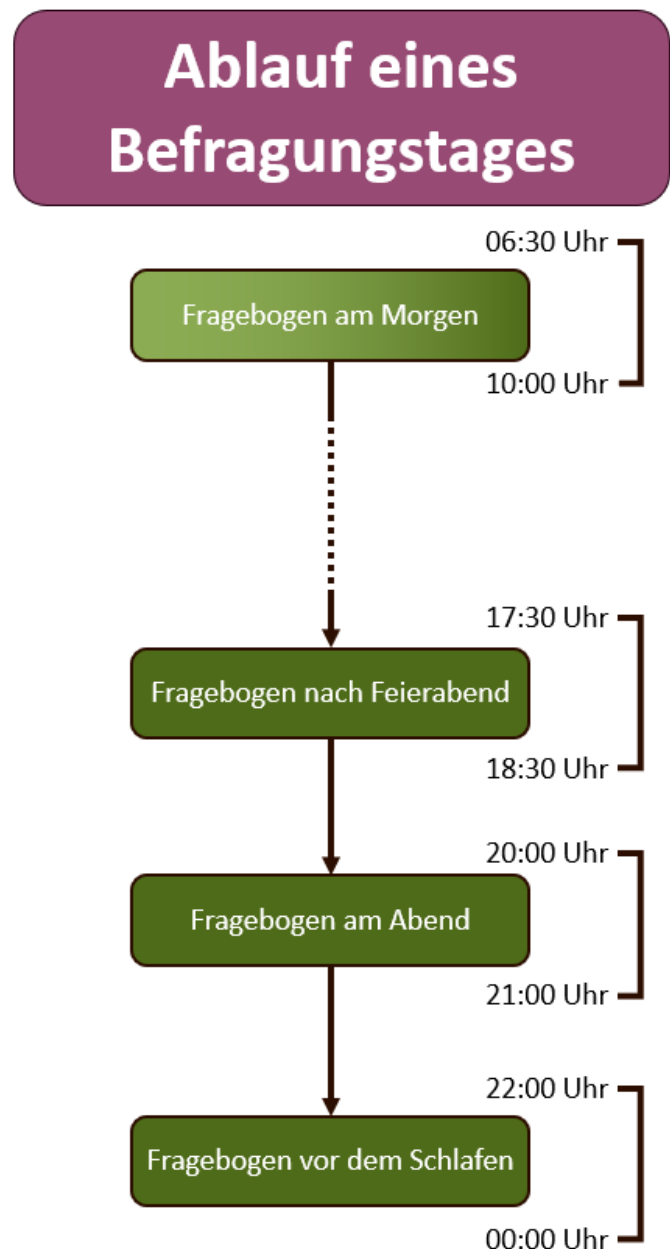 Ablauf eines
Befragungstages
06:30 Uhr
Fragebogen am Morgen
10:00 Uhr
17:30 Uhr
Fragebogen nach Feierabend
18:30 Uhr
20:00 Uhr
Fragebogen am Abend
21:00 Uhr
22:00 Uhr
Fragebogen vor dem Schlafen
00:00 Uhr